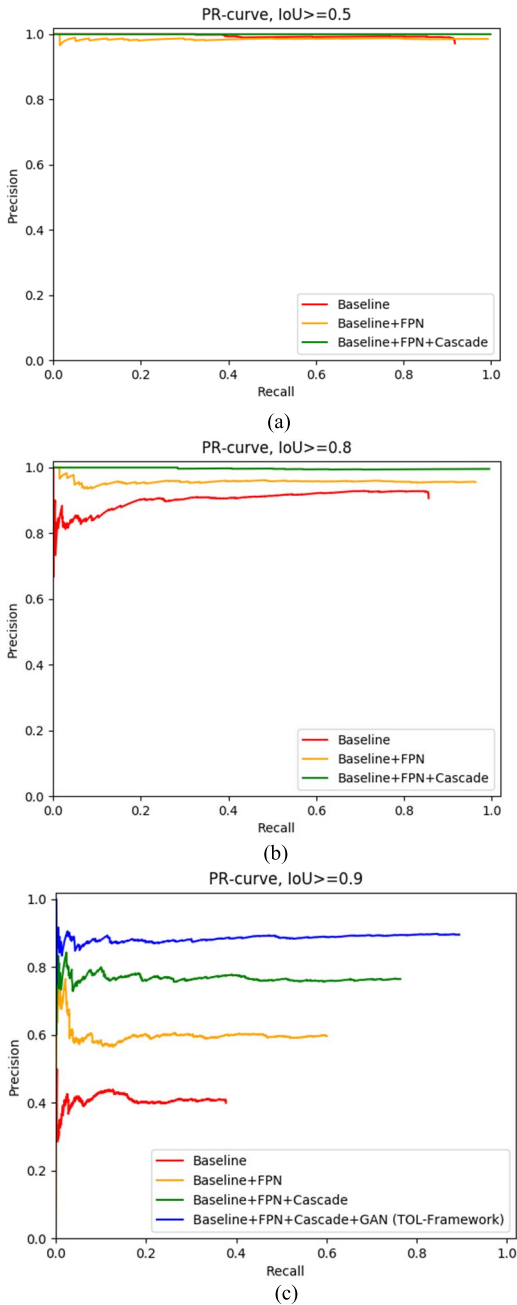 PR-curve, IoU>=0.5
1.0
0.8
0.6
0.4
0.2
0.0
Precision
Baseline
Baseline+FPN
Baseline+FPN+Cascade
0.0 0.2 0.4 0.6 0.8 1.0
Recall
(a)
PR-curve, IoU>=0.8
1.0
0.8
0.6
0.4
0.2
0.0
Precision
Baseline
Baseline+FPN
Baseline+FPN+Cascade
0.0 0.2 0.4 0.6 0.8 1.0
Recall
(b)
PR-curve, IoU>=0.9
1.0
0.8
0.6
0.4
0.2
0.0
Precision
Baseline
Baseline+FPN
Baseline+FPN+Cascade
Baseline+FPN+Cascade+GAN (TOL-Framework)
0.0 0.2 0.4 0.6 0.8 1.0
Recall
(c)